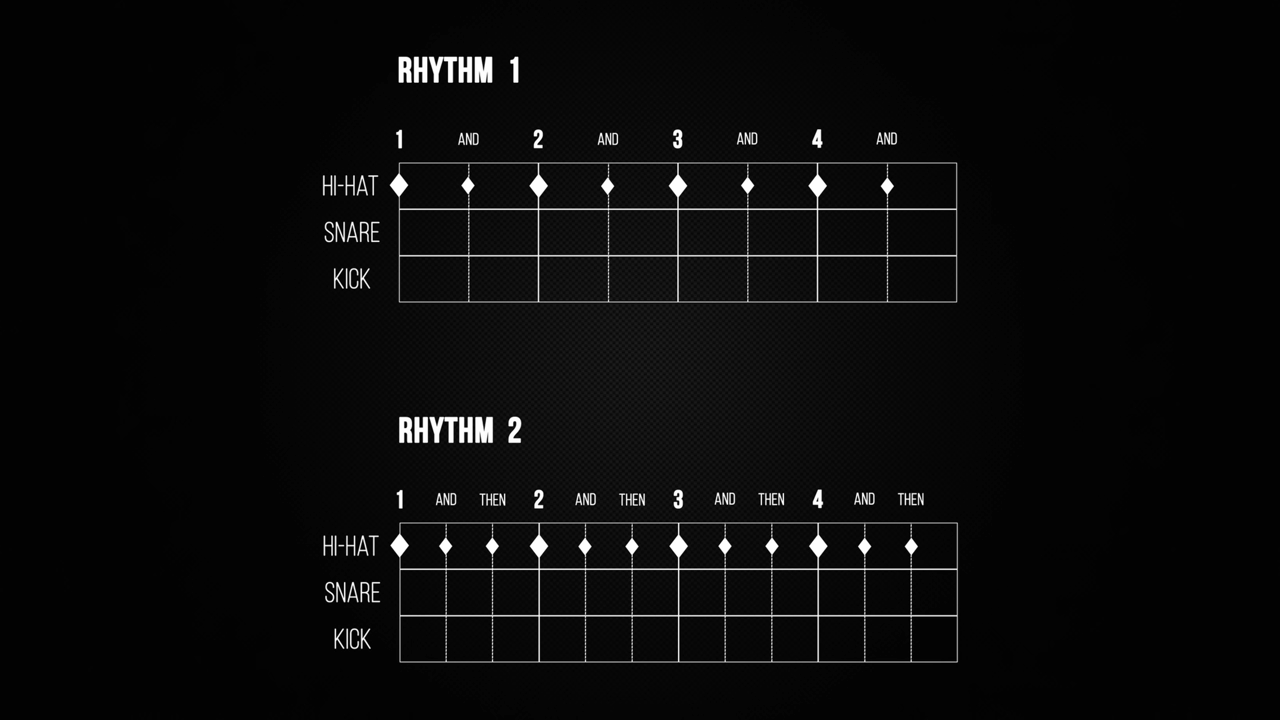 RHYTHM 1
1 AND 2 AND 3 AND 4 AND
HI-HAT
SNARE
KICK
RHYTHM 2
1 AND THEN 2 AND THEN 3 AND THEN 4 AND THEN
HI-HAT
SNARE
KICK